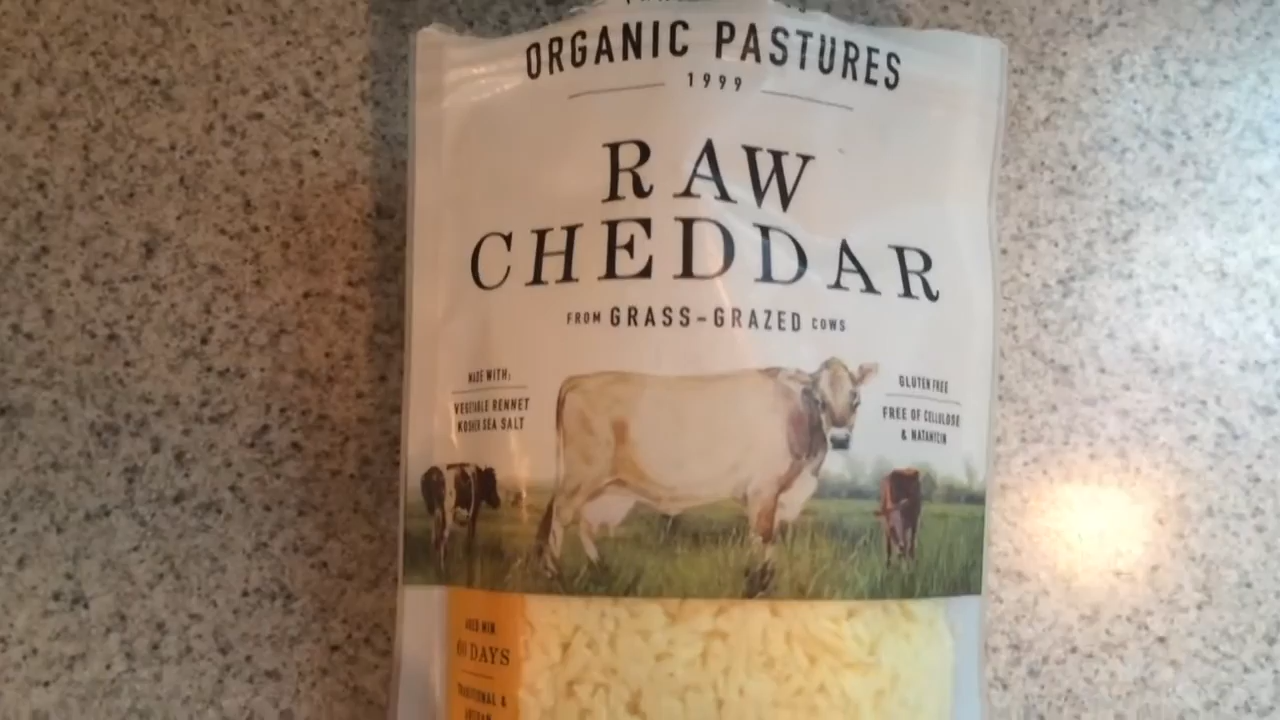 ORGANIC PASTURES
1999
RAW
CHEDDAR
FROM GRASS-GRAZED COWS
MADE WITH:
VEGETABLE RENNET
KOSHER SEA SALT
GLUTEN FREE
FREE OF CELLULOSE
& NATAMYCIN
AGED MIN
60 DAYS
TRADITIONAL &
ARTISAN